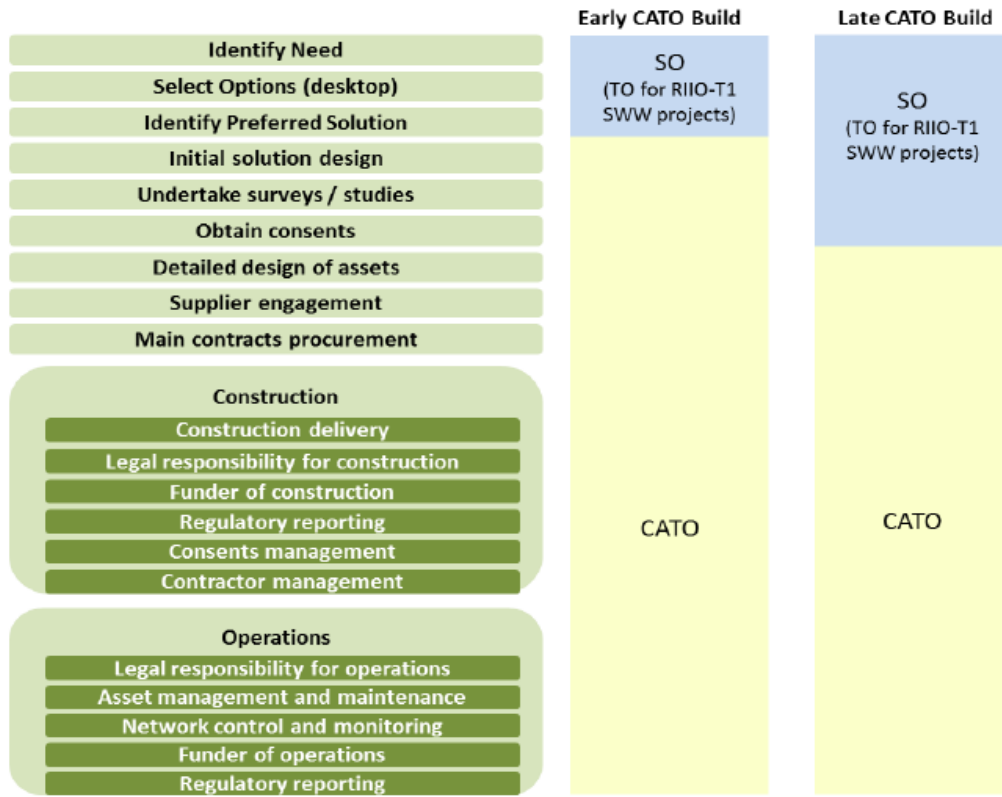 Early CATO Build
Late CATO Build
Identify Need
Select Options (desktop)
Identify Preferred Solution
Initial solution design
Undertake surveys / studies
Obtain consents
Detailed design of assets
Supplier engagement
Main contracts procurement
Construction
Construction delivery
Legal responsibility for construction
Funder of construction
Regulatory reporting
Consents management
Contractor management
Operations
Legal responsibility for operations
Asset management and maintenance
Network control and monitoring
Funder of operations
Regulatory reporting
SO
(TO for RIIO-T1
SWW projects)
CATO
SO
(TO for RIIO-T1
SWW projects)
CATO